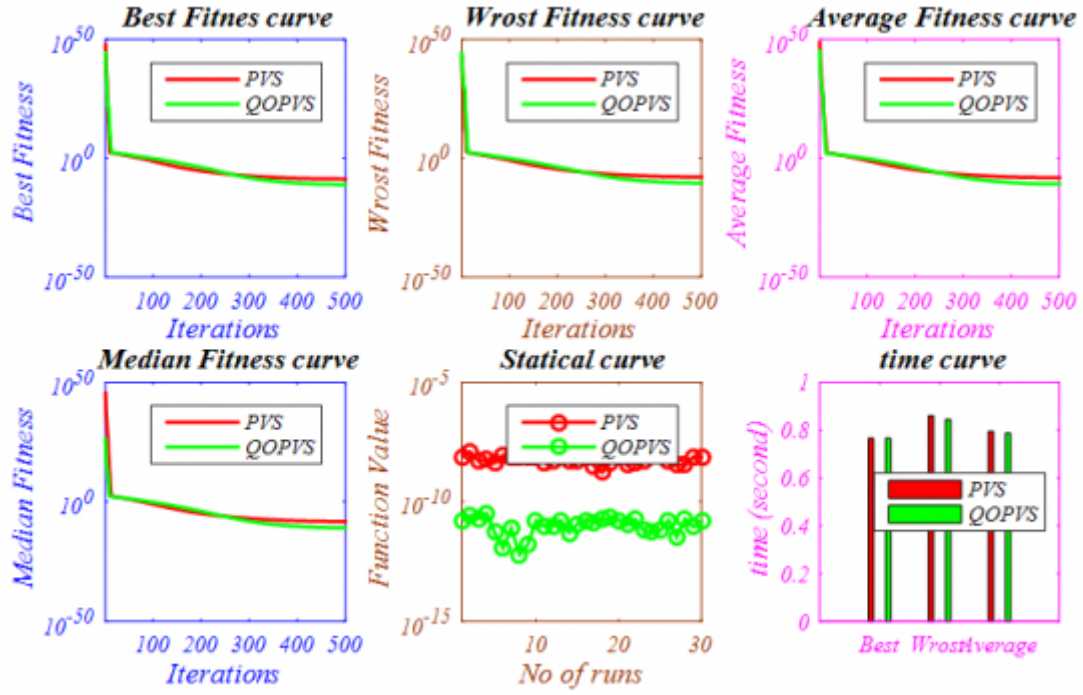 Best Fitnes curve
Wrost Fitness curve
Average Fitness curve
10^50
10^0
10^-50
Best Fitness
PVS
QOPVS
100 200 300 400 500
Iterations
10^50
10^0
10^-50
Wrost Fitness
PVS
QOPVS
100 200 300 400 500
Iterations
10^50
10^0
10^-50
Average Fitness
PVS
QOPVS
100 200 300 400 500
Iterations
Median Fitness curve
Statical curve
time curve
10^50
10^0
10^-50
Median Fitness
PVS
QOPVS
100 200 300 400 500
Iterations
10^-5
10^-10
10^-15
Function Value
PVS
QOPVS
10 20 30
No of runs
1
0.8
0.6
0.4
0.2
0
time (second)
PVS
QOPVS
Best Wrost Average